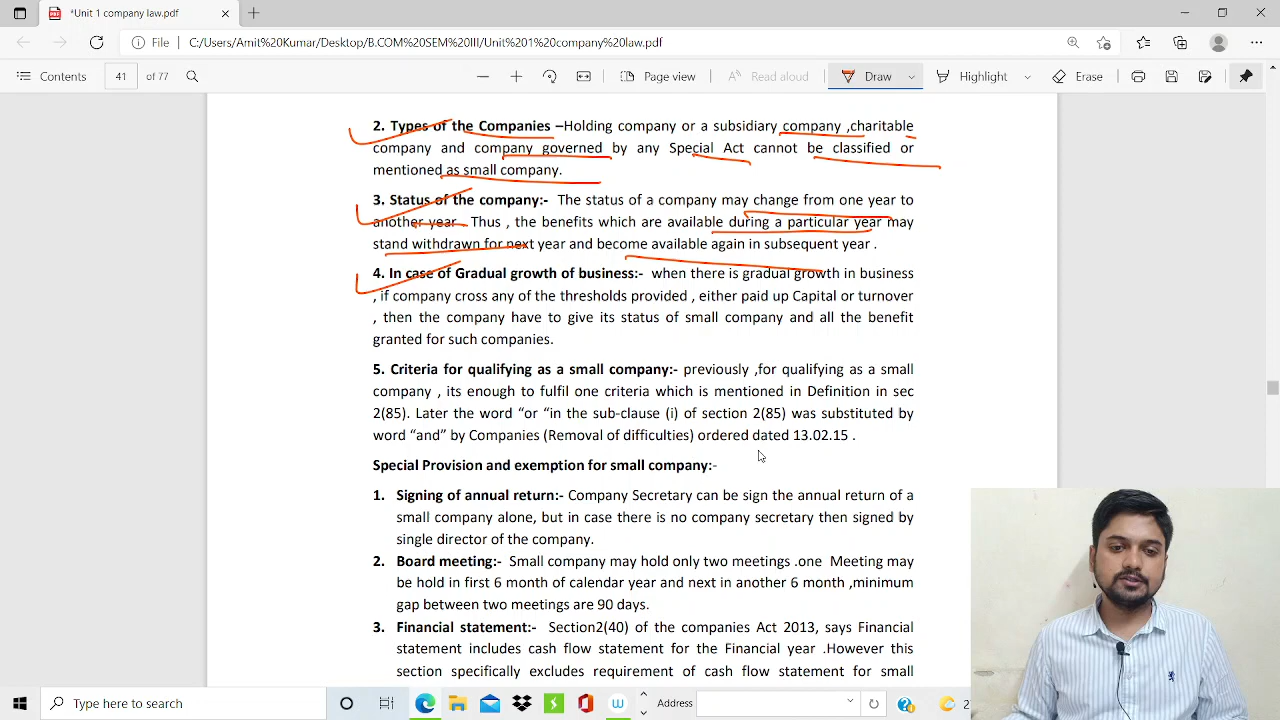 *Unit 1 company law.pdf
File
C:/Users/Amit%20Kumar/Desktop/B.COM%20SEM%20III/Unit%201%20company%20law.pdf
Contents 41 of 77 Page view Read aloud Draw Highlight Erase
2. Types of the Companies –Holding company or a subsidiary company ,charitable
company and company governed by any Special Act cannot be classified or
mentioned as small company.
3. Status of the company:- The status of a company may change from one year to
another year. Thus , the benefits which are available during a particular year may
stand withdrawn for next year and become available again in subsequent year .
4. In case of Gradual growth of business:- when there is gradual growth in business
, if company cross any of the thresholds provided , either paid up Capital or turnover
, then the company have to give its status of small company and all the benefit
granted for such companies.
5. Criteria for qualifying as a small company:- previously ,for qualifying as a small
company , its enough to fulfil one criteria which is mentioned in Definition in sec
2(85). Later the word “or “in the sub-clause (i) of section 2(85) was substituted by
word “and” by Companies (Removal of difficulties) ordered dated 13.02.15 .
Special Provision and exemption for small company:-
1. Signing of annual return:- Company Secretary can be sign the annual return of a
small company alone, but in case there is no company secretary then signed by
single director of the company.
2. Board meeting:- Small company may hold only two meetings .one Meeting may
be hold in first 6 month of calendar year and next in another 6 month ,minimum
gap between two meetings are 90 days.
3. Financial statement:- Section2(40) of the companies Act 2013, says Financial
statement includes cash flow statement for the Financial year .However this
section specifically excludes requirement of cash flow statement for small
Type here to search
Address
2